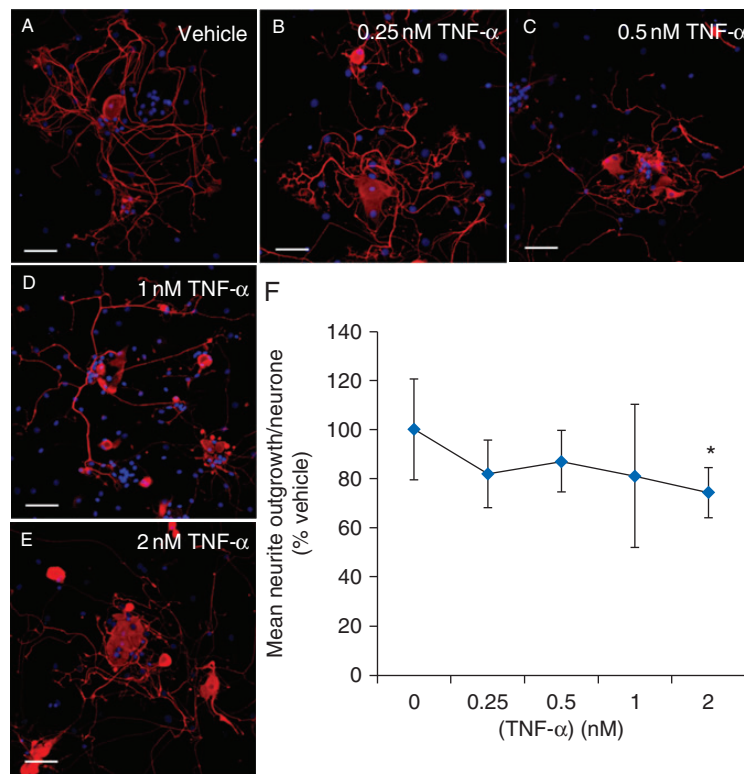 A
Vehicle
B
0.25 nM TNF-α
C
0.5 nM TNF-α
D
1 nM TNF-α
E
2 nM TNF-α
F
Mean neurite outgrowth/neurone
(% vehicle)
140
120
100
80
60
40
20
0
*
0 0.25 0.5 1 2
(TNF-α) (nM)